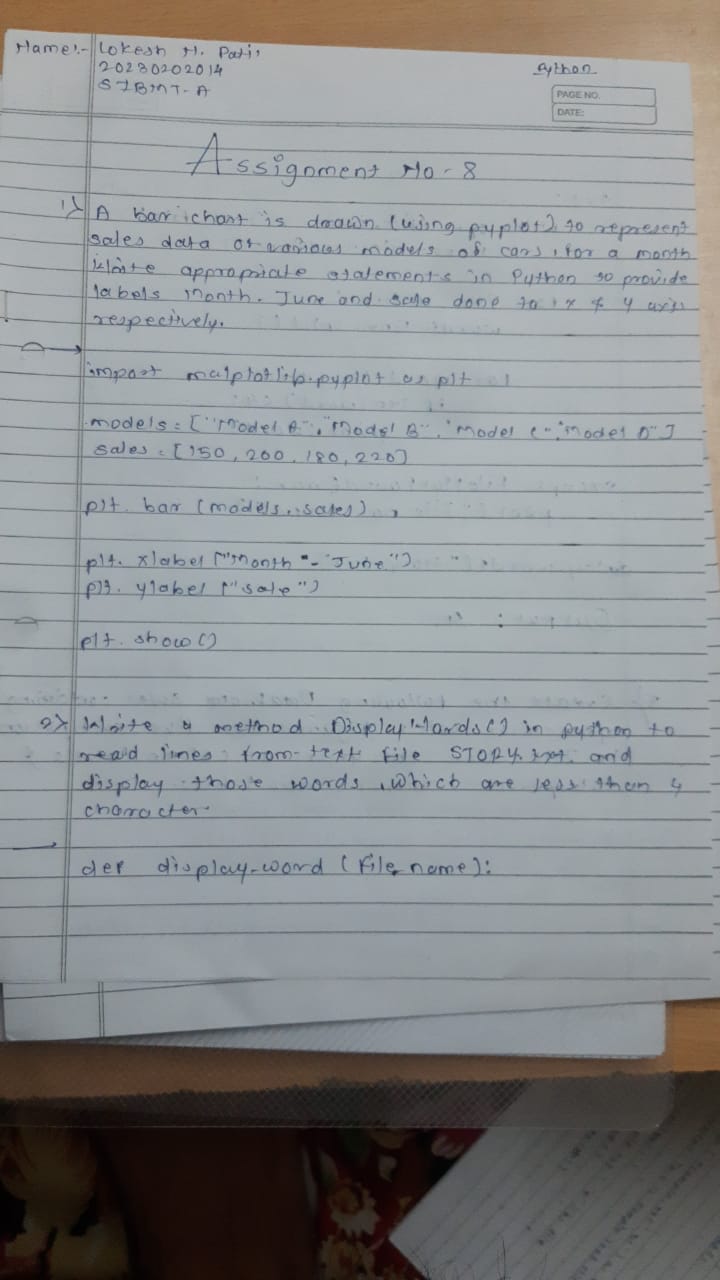 Name:- Lokesh H. Patil
20230202014
SIBMT-A
Python
PAGE NO.
DATE:
Assignment No-8
1) A bar chart is drawn (using pyplot) to represent
sales data of various models of cars, for a month
Write appropriate statements in Python to provide
labels month. June and sale done to x & y axis
respectively.
→
import matplotlib.pyplot as plt
models = ["Model A", "Model B", "Model C", "Model D"]
sales = [150, 200, 180, 220]
plt. bar (models, sales)
plt. xlabel ("Month "- June")
plt. ylabel ("sale")
plt. show()
2) Write a method Display Words() in python to
read lines from text file STORY.txt. and
display those words, which are less than 4
character.
→
def display-word (file name):